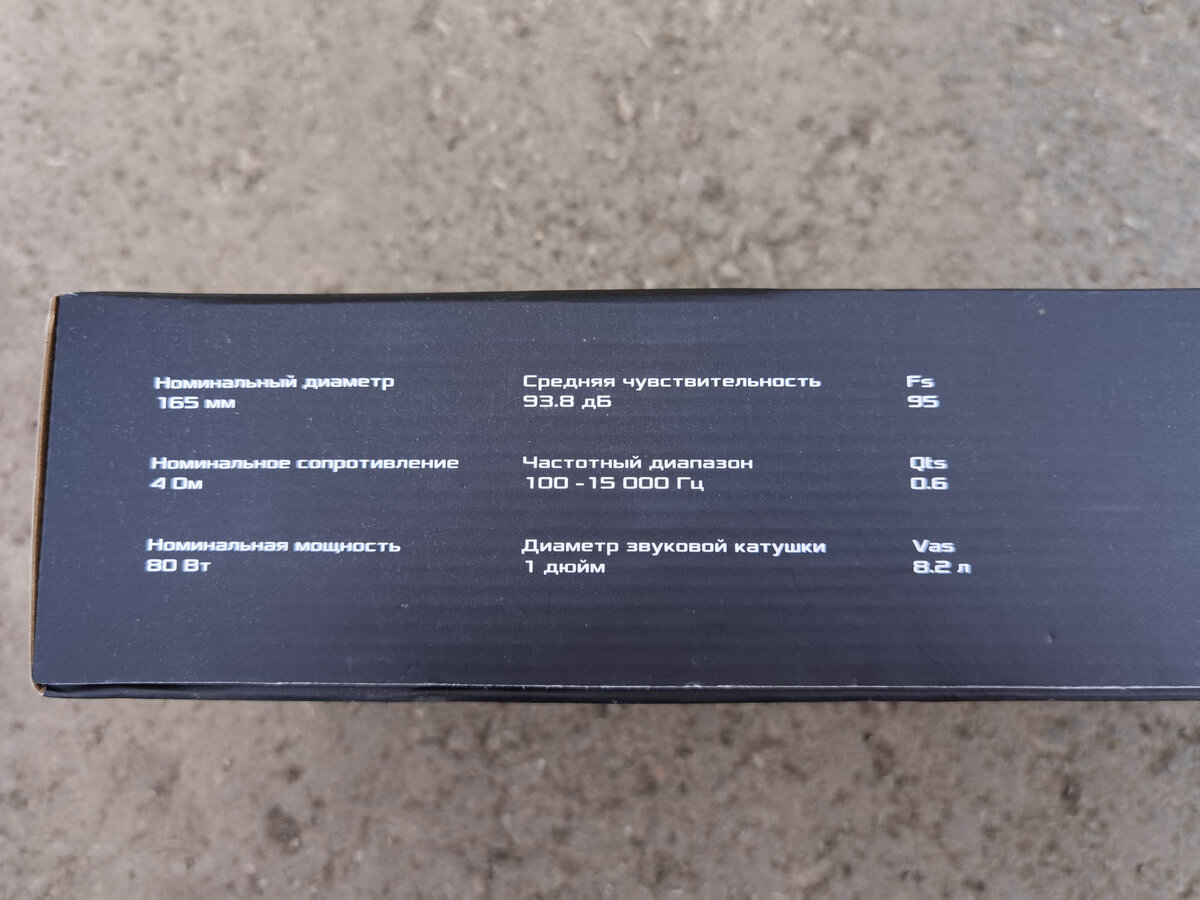 Номинальный диаметр
165 мм
Средняя чувствительность
93.8 дБ
Fs
95
Номинальное сопротивление
4 Ом
Частотный диапазон
100 -15 000 Гц
Qts
0.6
Номинальная мощность
80 Вт
Диаметр звуковой катушки
1 дюйм
Vas
8.2 л